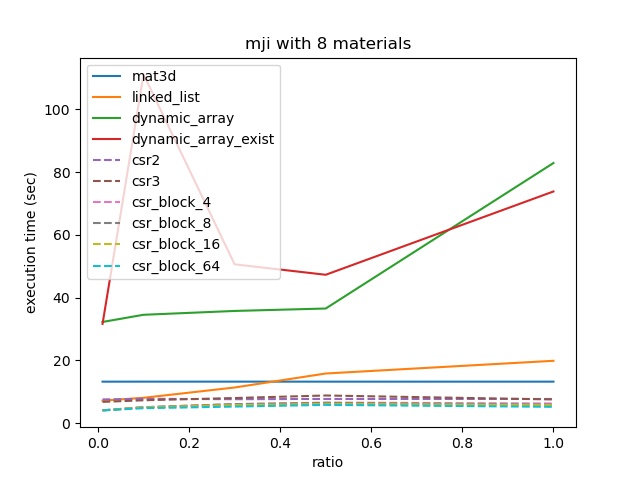 mji with 8 materials
execution time (sec)
100
80
60
40
20
0
mat3d
linked_list
dynamic_array
dynamic_array_exist
csr2
csr3
csr_block_4
csr_block_8
csr_block_16
csr_block_64
0.0 0.2 0.4 0.6 0.8 1.0
ratio